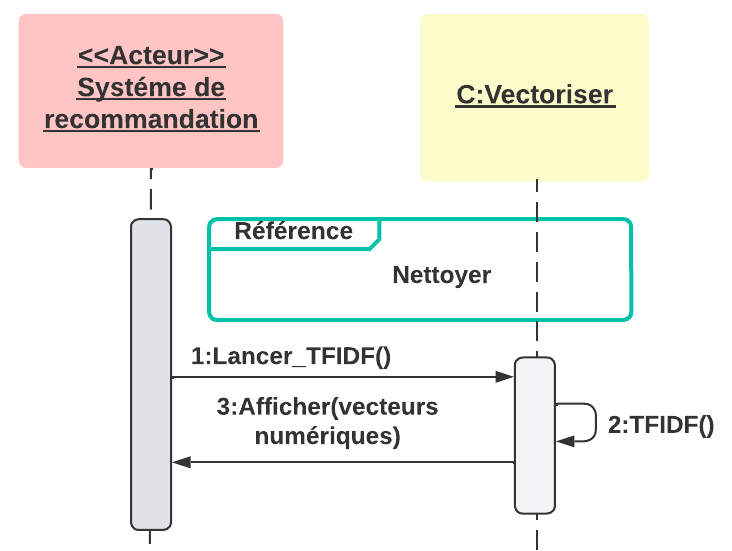 <<Acteur>>
Systéme de
recommandation
C:Vectoriser
Référence
Nettoyer
1:Lancer_TFIDF()
3:Afficher(vecteurs
numériques)
2:TFIDF()